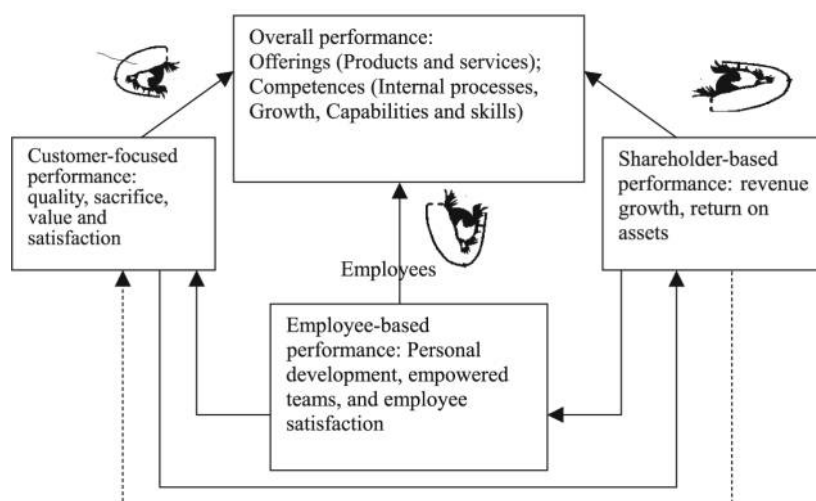 Overall performance:
Offerings (Products and services);
Competences (Internal processes,
Growth, Capabilities and skills)
Customer-focused
performance:
quality, sacrifice,
value and
satisfaction
Shareholder-based
performance: revenue
growth, return on
assets
Employees
Employee-based
performance: Personal
development, empowered
teams, and employee
satisfaction